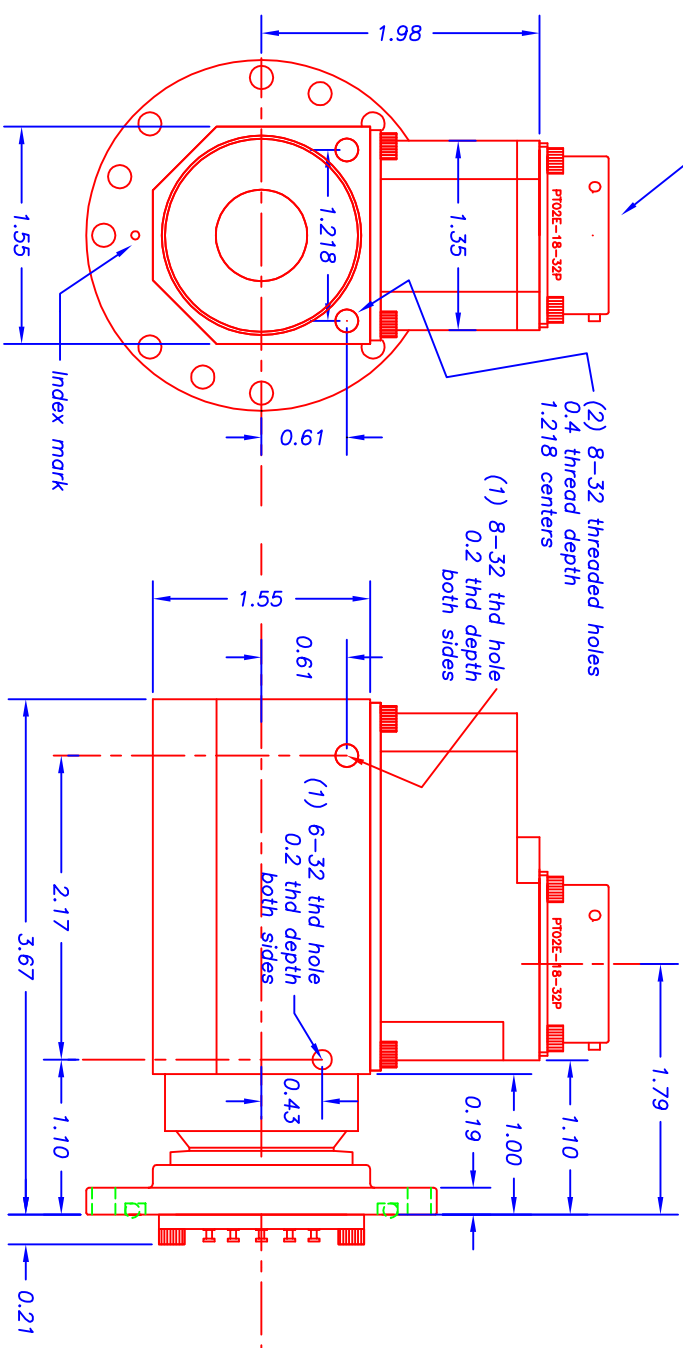 1.98
PT02E-18-32P
1.35
1.218
1.55
Index mark
0.61
(2) 8-32 threaded holes
0.4 thread depth
1.218 centers
(1) 8-32 thd hole
0.2 thd depth
both sides
1.55
0.61
(1) 6-32 thd hole
0.2 thd depth
both sides
PT02E-18-32P
2.17
3.67
0.43
1.10
0.19
1.00
1.10
1.79
0.21